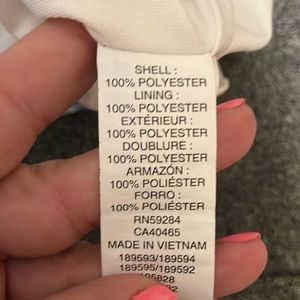 SHELL :
100% POLYESTER
LINING :
100% POLYESTER
EXTÉRIEUR :
100% POLYESTER
DOUBLURE :
100% POLYESTER
ARMAZÓN :
100% POLIÉSTER
FORRO :
100% POLIÉSTER
RN59284
CA40465
MADE IN VIETNAM
189593/189594
189595/189592